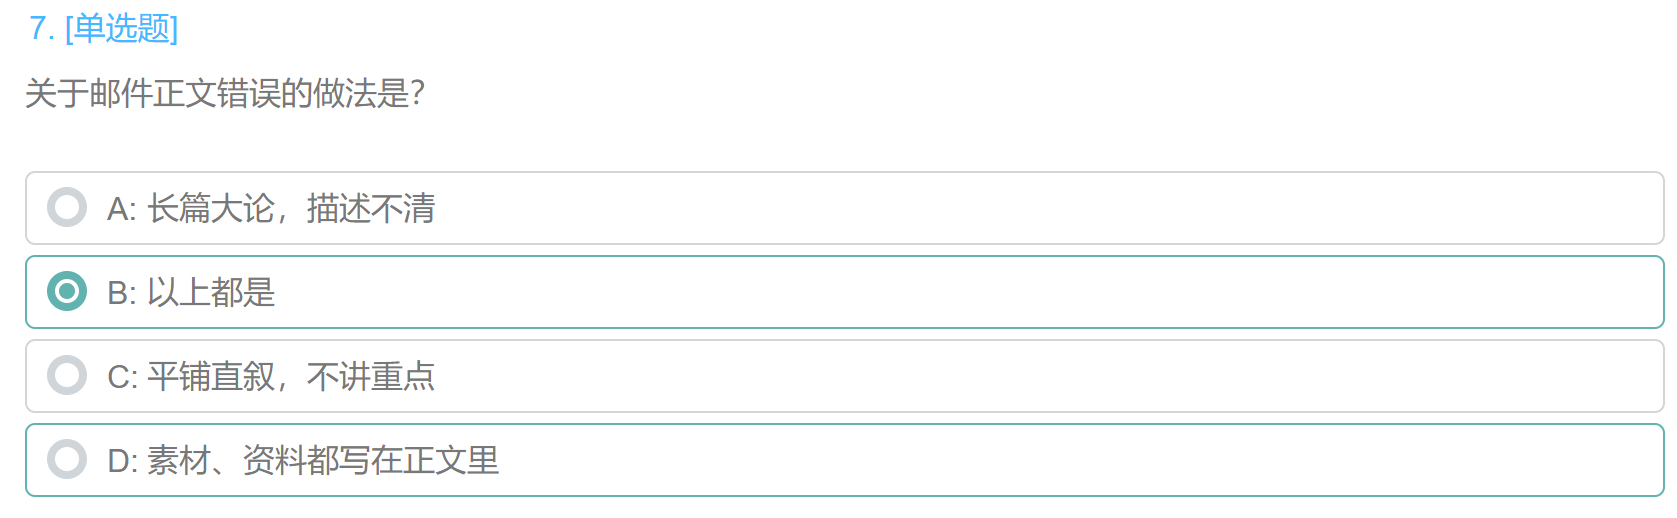 7. [单选题]
关于邮件正文错误的做法是?
A: 长篇大论，描述不清
B: 以上都是
C: 平铺直叙，不讲重点
D: 素材、资料都写在正文里